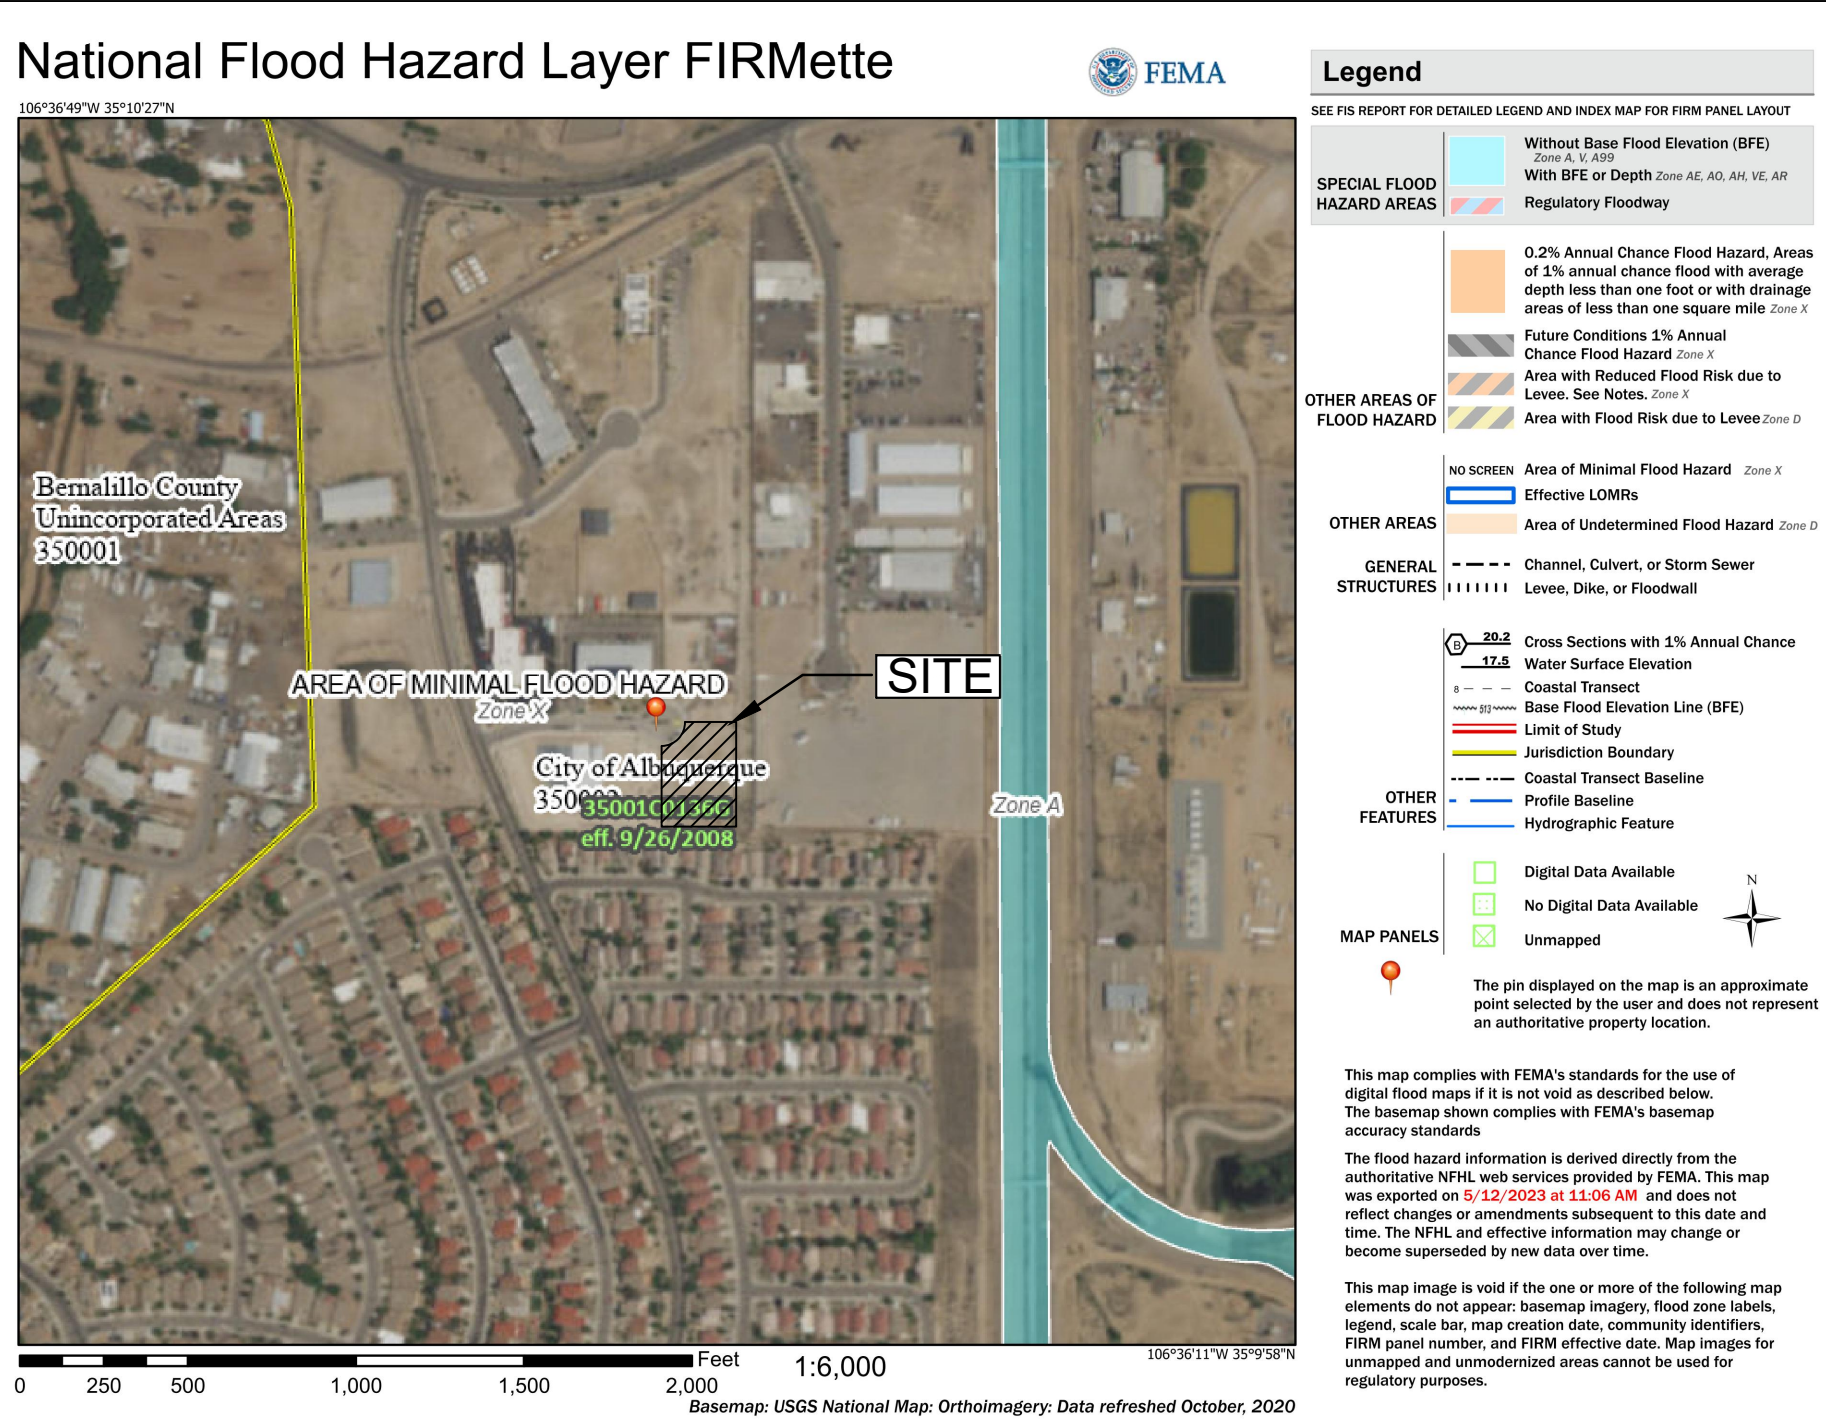 National Flood Hazard Layer FIRMette
FEMA
106°36'49"W 35°10'27"N
Bernalillo County
Unincorporated Areas
350001
AREA OF MINIMAL FLOOD HAZARD
Zone X
SITE
City of Albuquerque
35001C0136G
eff. 9/26/2008
Zone A
106°36'11"W 35°9'58"N
Feet
1:6,000
0 250 500 1,000 1,500 2,000
Basemap: USGS National Map: Orthoimagery: Data refreshed October, 2020
Legend
SEE FIS REPORT FOR DETAILED LEGEND AND INDEX MAP FOR FIRM PANEL LAYOUT
SPECIAL FLOOD
HAZARD AREAS
Without Base Flood Elevation (BFE)
Zone A, V, A99
With BFE or Depth Zone AE, AO, AH, VE, AR
Regulatory Floodway
OTHER AREAS OF
FLOOD HAZARD
0.2% Annual Chance Flood Hazard, Areas
of 1% annual chance flood with average
depth less than one foot or with drainage
areas of less than one square mile Zone X
Future Conditions 1% Annual
Chance Flood Hazard Zone X
Area with Reduced Flood Risk due to
Levee. See Notes. Zone X
Area with Flood Risk due to Levee Zone D
OTHER AREAS
NO SCREEN Area of Minimal Flood Hazard Zone X
Effective LOMRs
Area of Undetermined Flood Hazard Zone D
GENERAL
STRUCTURES
Channel, Culvert, or Storm Sewer
Levee, Dike, or Floodwall
OTHER
FEATURES
B 20.2 Cross Sections with 1% Annual Chance
17.5 Water Surface Elevation
8 Coastal Transect
513 Base Flood Elevation Line (BFE)
Limit of Study
Jurisdiction Boundary
Coastal Transect Baseline
Profile Baseline
Hydrographic Feature
MAP PANELS
Digital Data Available
No Digital Data Available
Unmapped
N
The pin displayed on the map is an approximate
point selected by the user and does not represent
an authoritative property location.
This map complies with FEMA's standards for the use of
digital flood maps if it is not void as described below.
The basemap shown complies with FEMA's basemap
accuracy standards
The flood hazard information is derived directly from the
authoritative NFHL web services provided by FEMA. This map
was exported on 5/12/2023 at 11:06 AM and does not
reflect changes or amendments subsequent to this date and
time. The NFHL and effective information may change or
become superseded by new data over time.
This map image is void if the one or more of the following map
elements do not appear: basemap imagery, flood zone labels,
legend, scale bar, map creation date, community identifiers,
FIRM panel number, and FIRM effective date. Map images for
unmapped and unmodernized areas cannot be used for
regulatory purposes.